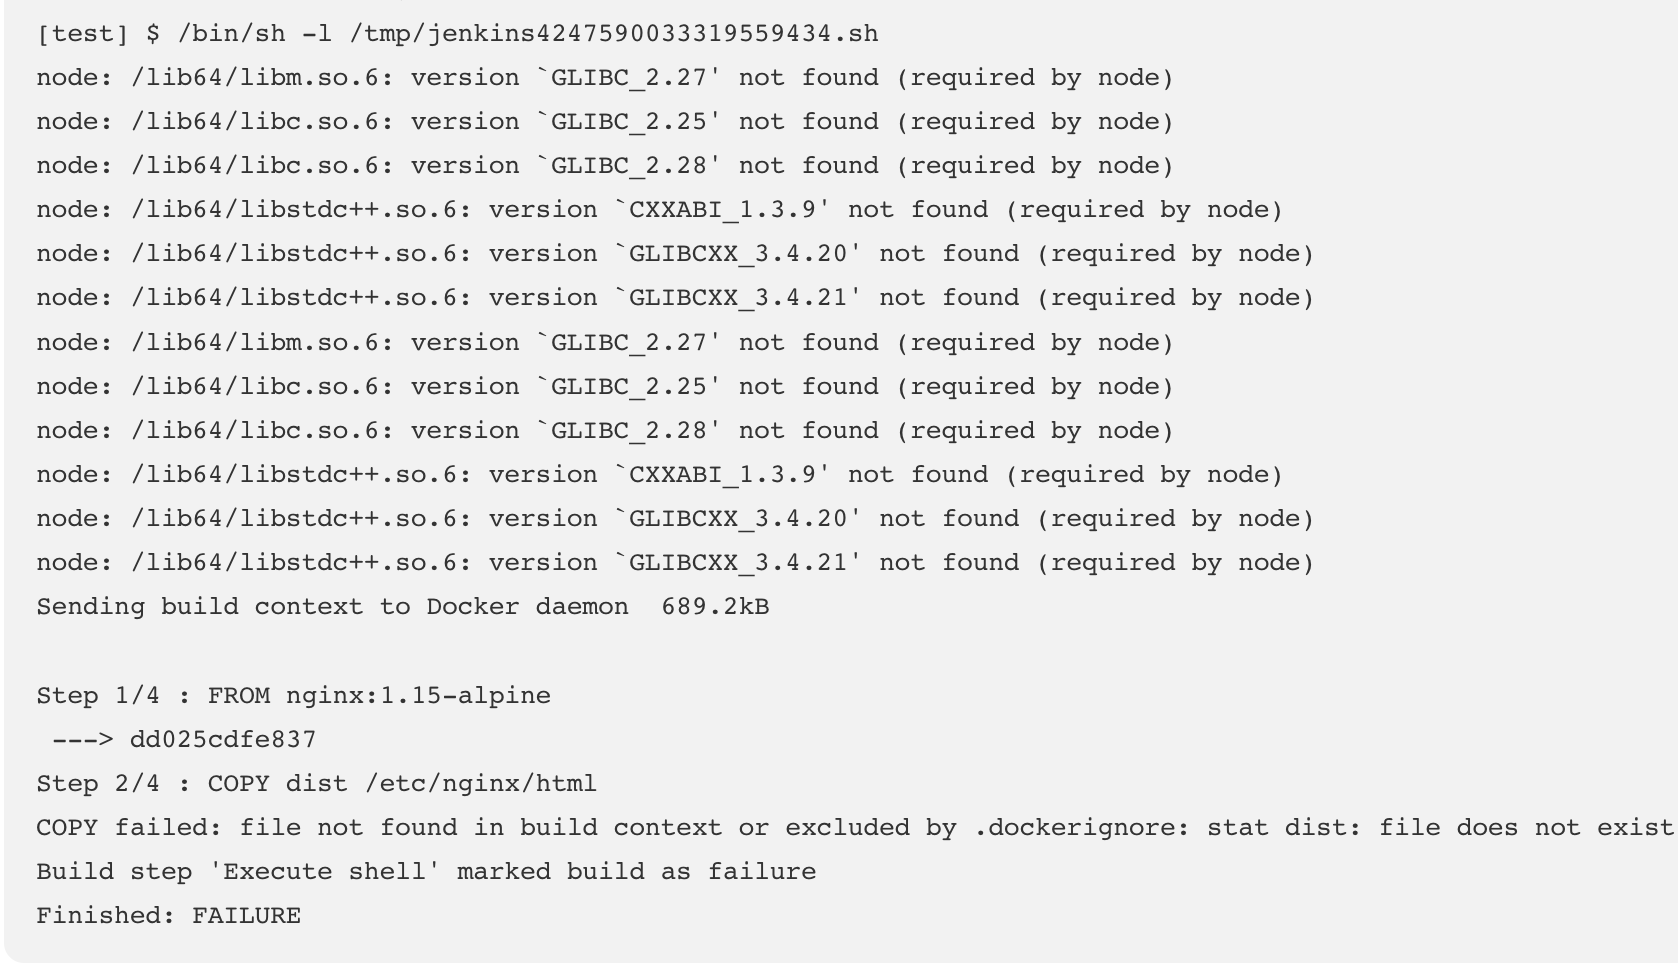 [test] $ /bin/sh -l /tmp/jenkins4247590033319559434.sh
node: /lib64/libm.so.6: version `GLIBC_2.27' not found (required by node)
node: /lib64/libc.so.6: version `GLIBC_2.25' not found (required by node)
node: /lib64/libc.so.6: version `GLIBC_2.28' not found (required by node)
node: /lib64/libstdc++.so.6: version `CXXABI_1.3.9' not found (required by node)
node: /lib64/libstdc++.so.6: version `GLIBCXX_3.4.20' not found (required by node)
node: /lib64/libstdc++.so.6: version `GLIBCXX_3.4.21' not found (required by node)
node: /lib64/libm.so.6: version `GLIBC_2.27' not found (required by node)
node: /lib64/libc.so.6: version `GLIBC_2.25' not found (required by node)
node: /lib64/libc.so.6: version `GLIBC_2.28' not found (required by node)
node: /lib64/libstdc++.so.6: version `CXXABI_1.3.9' not found (required by node)
node: /lib64/libstdc++.so.6: version `GLIBCXX_3.4.20' not found (required by node)
node: /lib64/libstdc++.so.6: version `GLIBCXX_3.4.21' not found (required by node)
Sending build context to Docker daemon  689.2kB
Step 1/4 : FROM nginx:1.15-alpine
 ---> dd025cdfe837
Step 2/4 : COPY dist /etc/nginx/html
COPY failed: file not found in build context or excluded by .dockerignore: stat dist: file does not exist
Build step 'Execute shell' marked build as failure
Finished: FAILURE